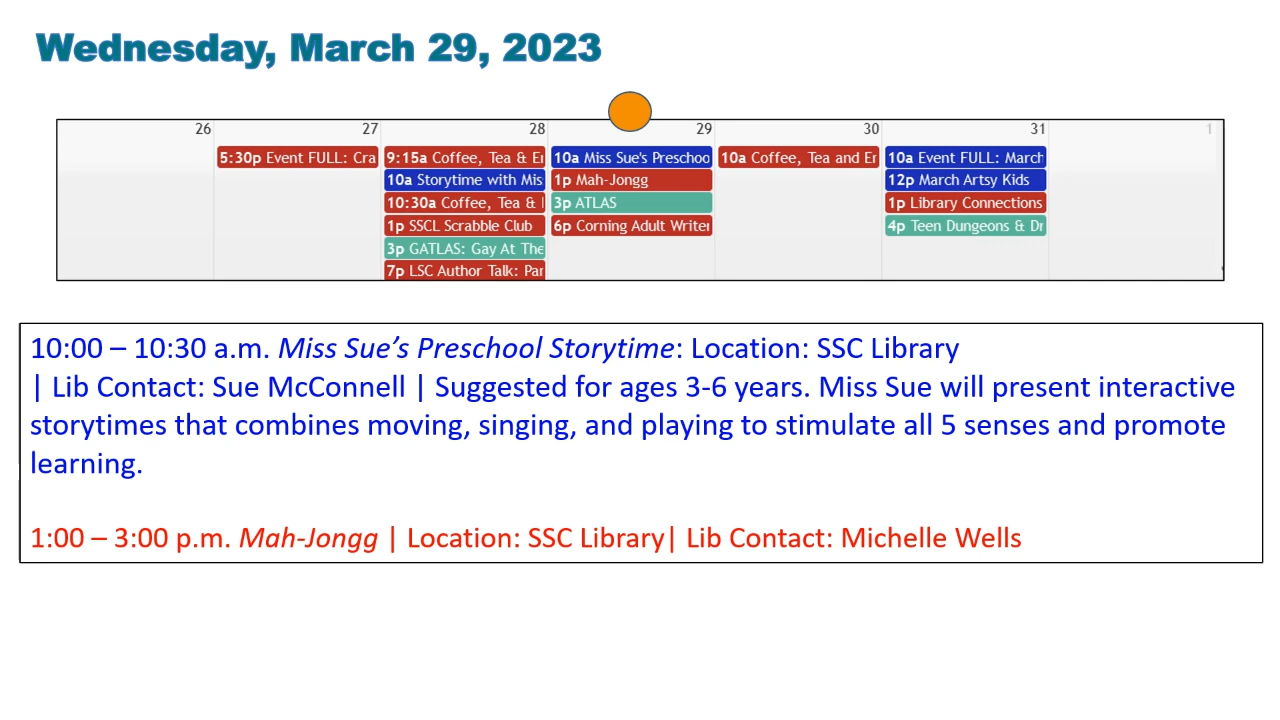 Wednesday, March 29, 2023
26 27 28 29 30 31 1
5:30p Event FULL: Cra
9:15a Coffee, Tea & Er
10a Storytime with Mis
10:30a Coffee, Tea &
1p SSCL Scrabble Club
3p GATLAS: Gay At The
7p LSC Author Talk: Par
10a Miss Sue's Preschoo
1p Mah-Jongg
3p ATLAS
6p Corning Adult Writer
10a Coffee, Tea and Er
10a Event FULL: March
12p March Artsy Kids
1p Library Connections
4p Teen Dungeons & Dr
10:00 – 10:30 a.m. Miss Sue’s Preschool Storytime: Location: SSC Library
| Lib Contact: Sue McConnell | Suggested for ages 3-6 years. Miss Sue will present interactive
storytimes that combines moving, singing, and playing to stimulate all 5 senses and promote
learning.
1:00 – 3:00 p.m. Mah-Jongg | Location: SSC Library| Lib Contact: Michelle Wells